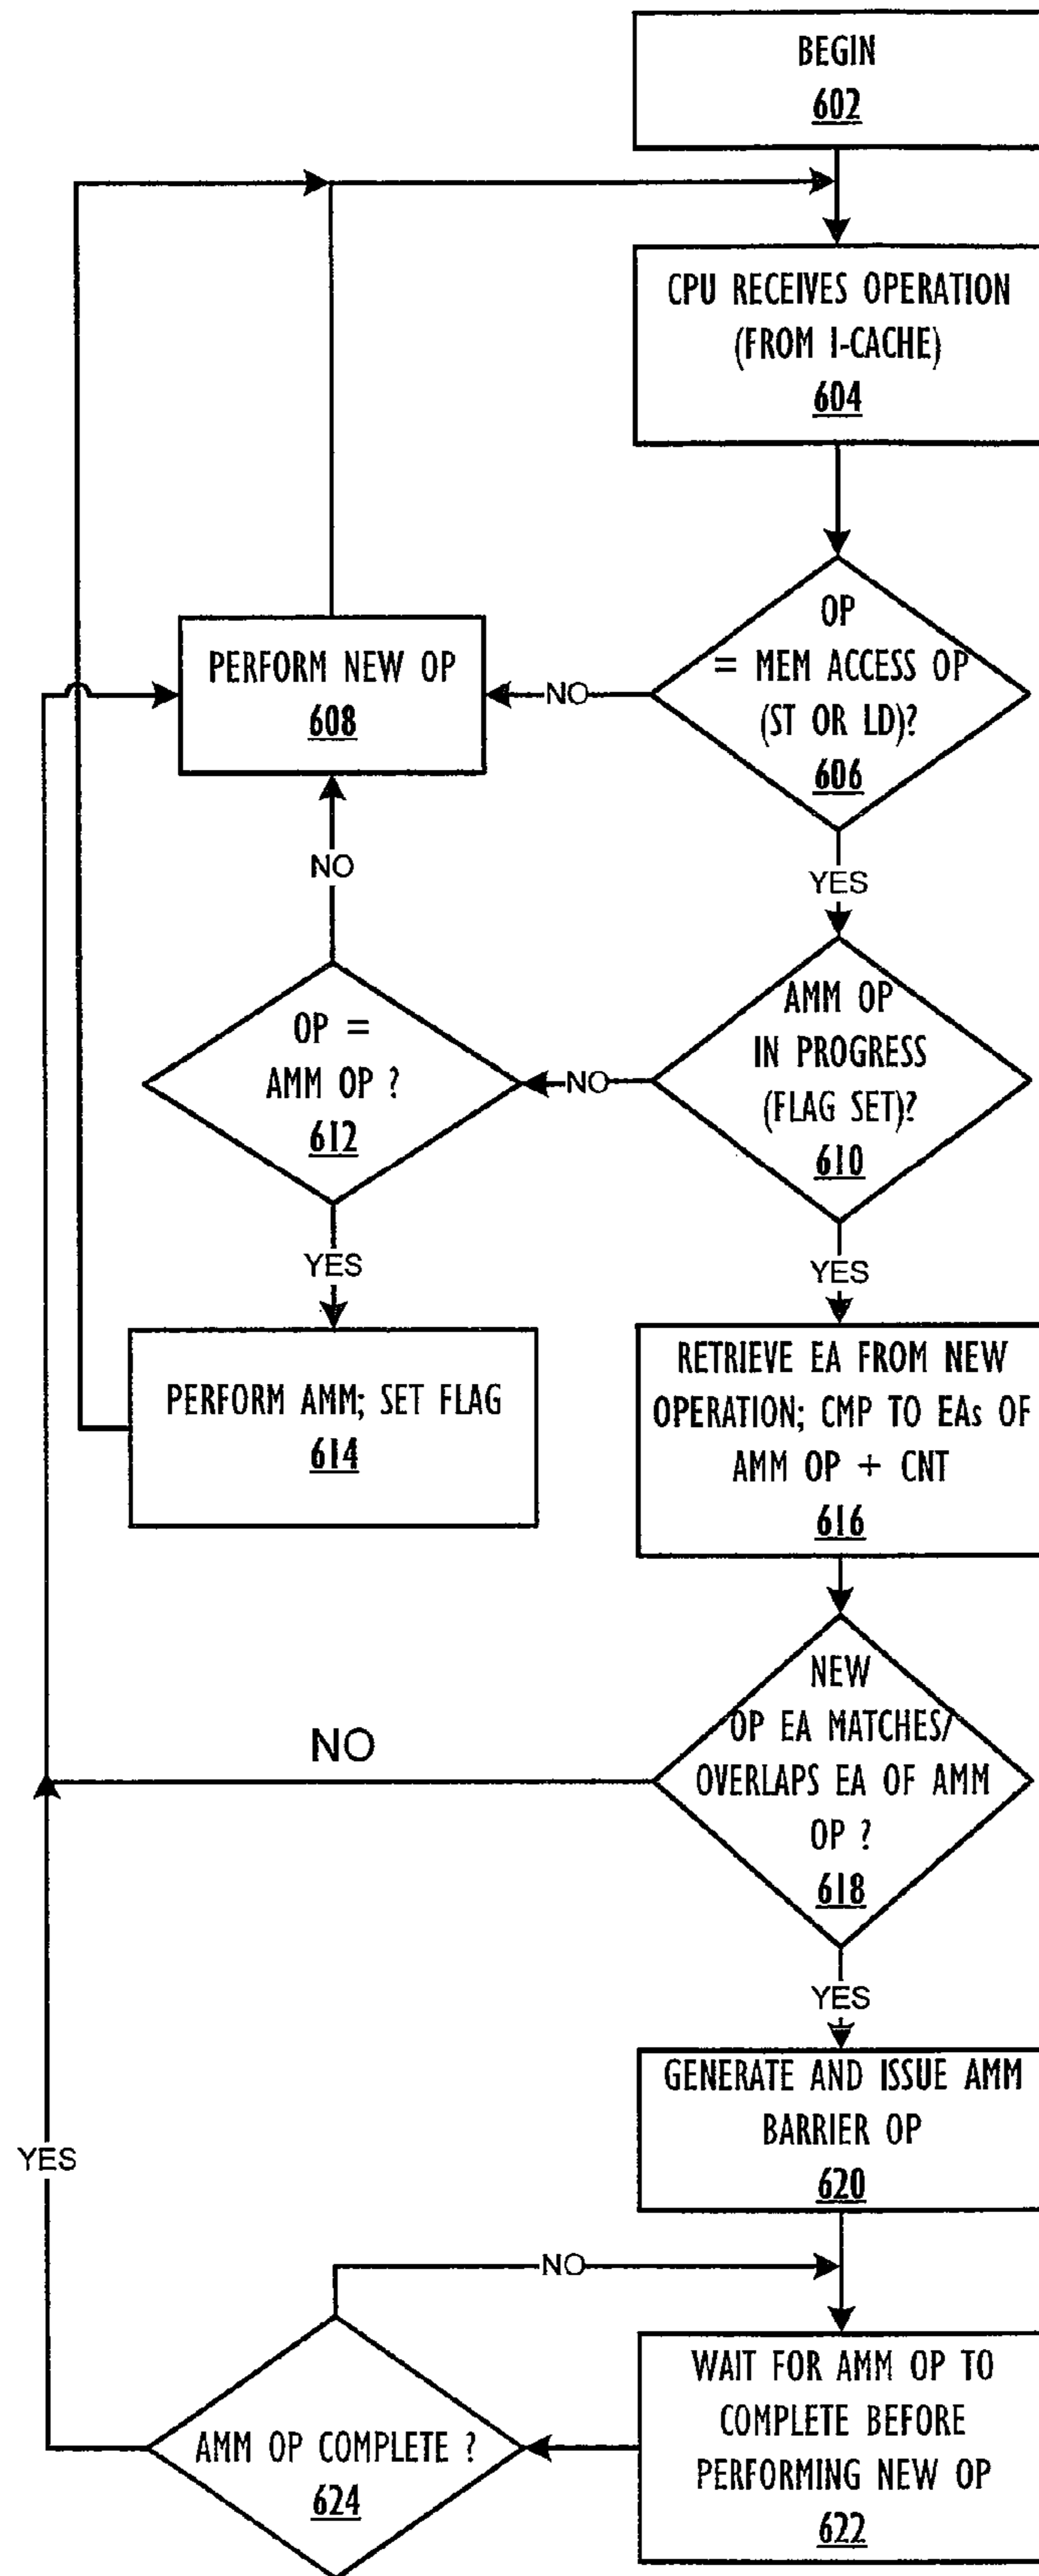 BEGIN
602
CPU RECEIVES OPERATION
(FROM I-CACHE)
604
OP
= MEM ACCESS OP
(ST OR LD)?
606
NO
PERFORM NEW OP
608
YES
NO
AMM OP
IN PROGRESS
(FLAG SET)?
610
NO
OP =
AMM OP ?
612
YES
YES
PERFORM AMM; SET FLAG
614
RETRIEVE EA FROM NEW
OPERATION; CMP TO EAs OF
AMM OP + CNT
616
NEW
OP EA MATCHES/
OVERLAPS EA OF AMM
OP ?
618
NO
YES
GENERATE AND ISSUE AMM
BARRIER OP
620
YES
NO
WAIT FOR AMM OP TO
COMPLETE BEFORE
PERFORMING NEW OP
622
AMM OP COMPLETE ?
624